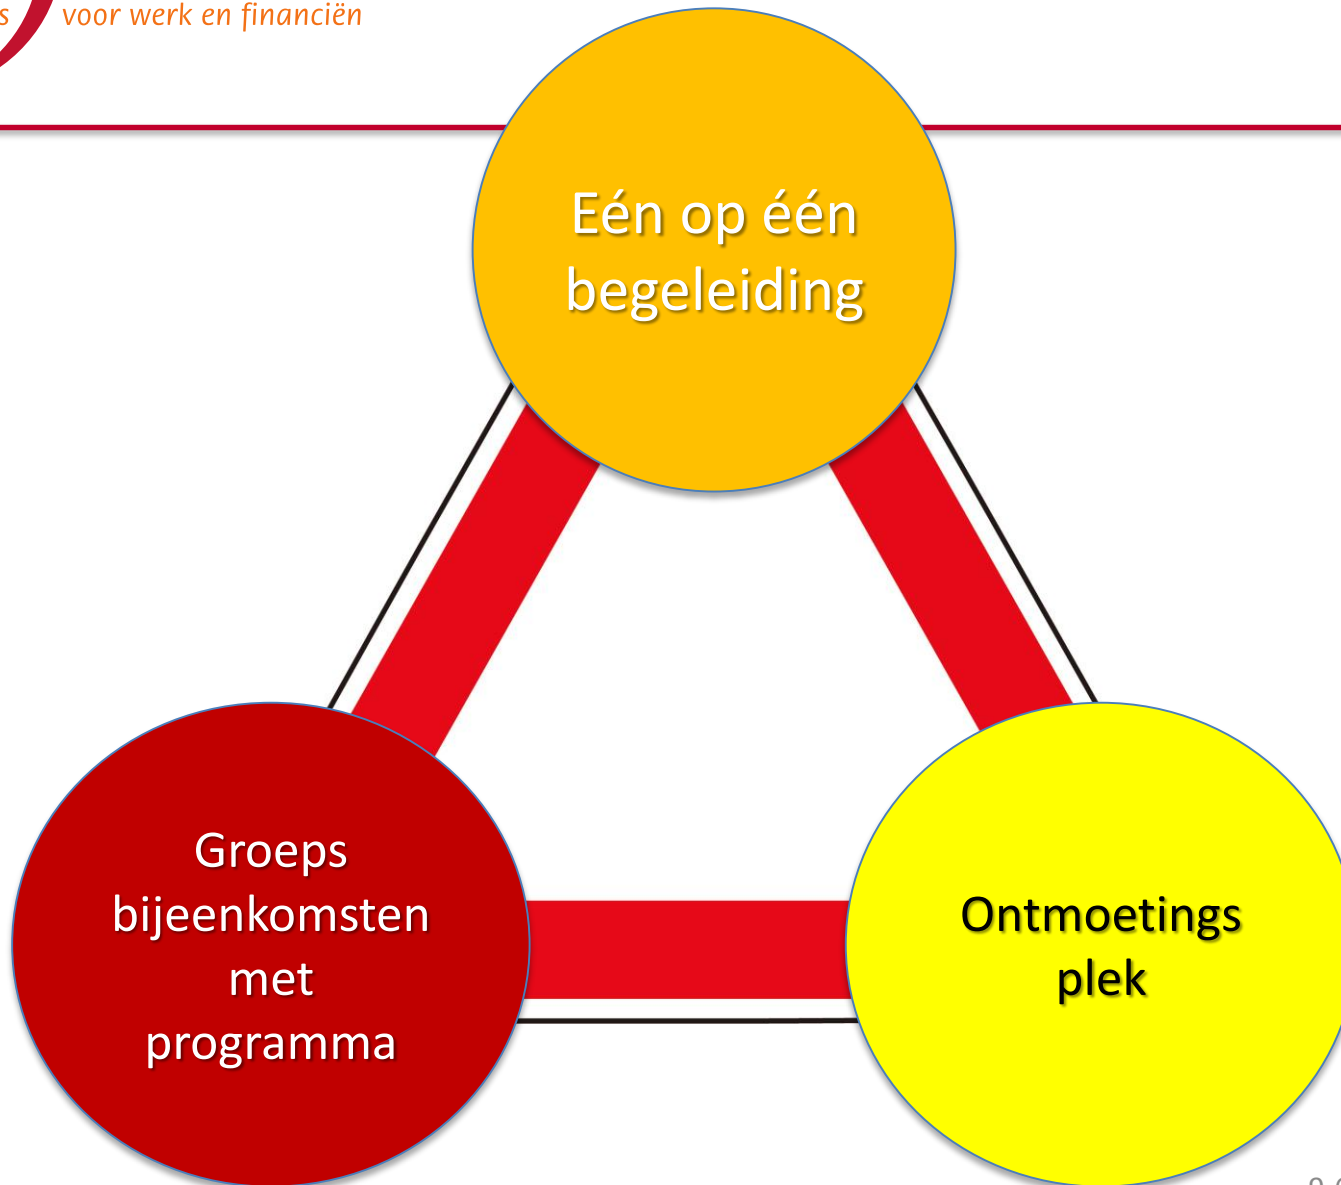 voor werk en financiën
Eén op één
begeleiding
Groeps
bijeenkomsten
met
programma
Ontmoetings
plek